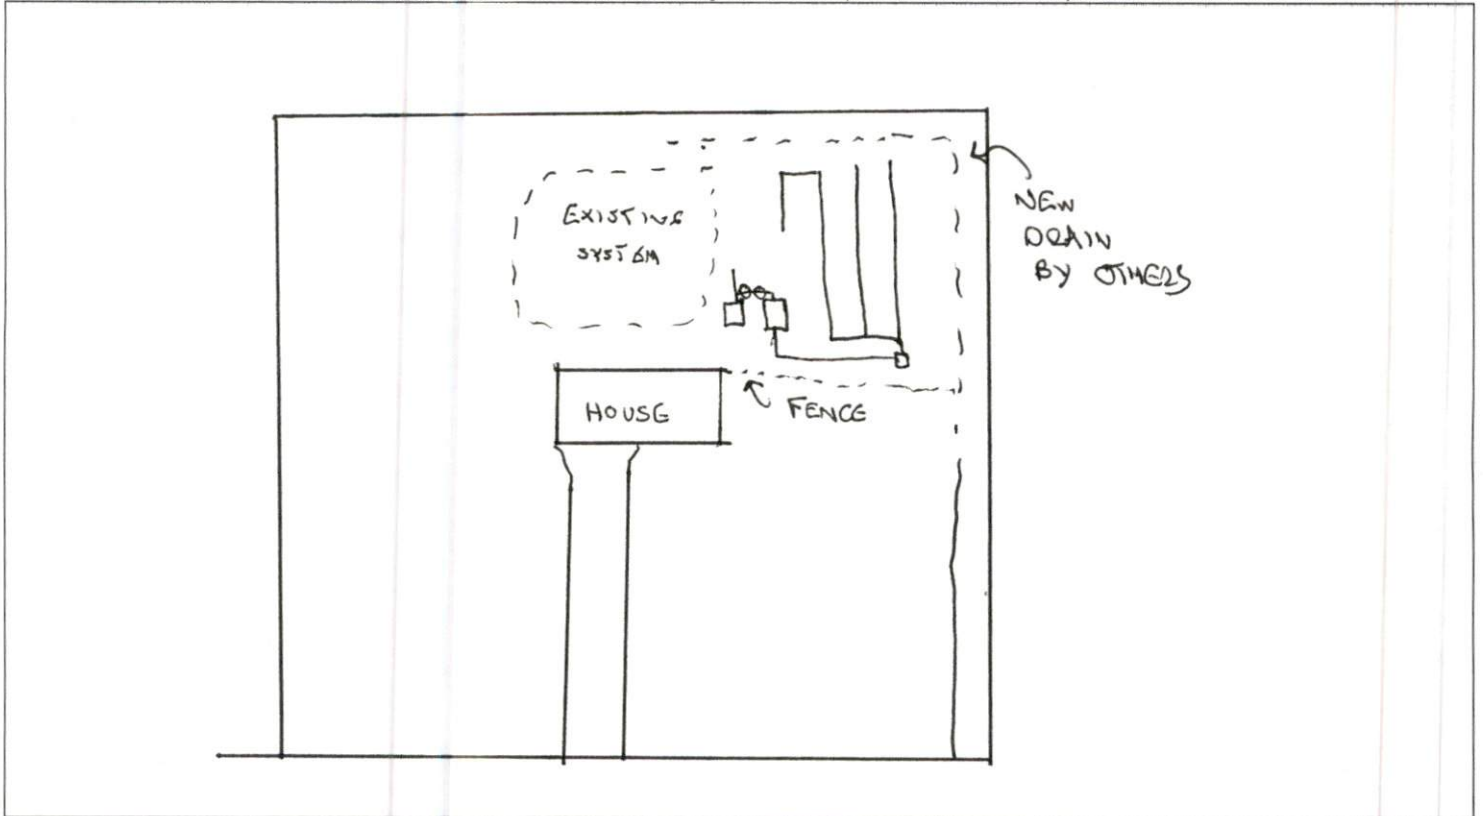 EXISTING
SYSTEM
NEW
DRAIN
BY OTHERS
HOUSE
FENCE